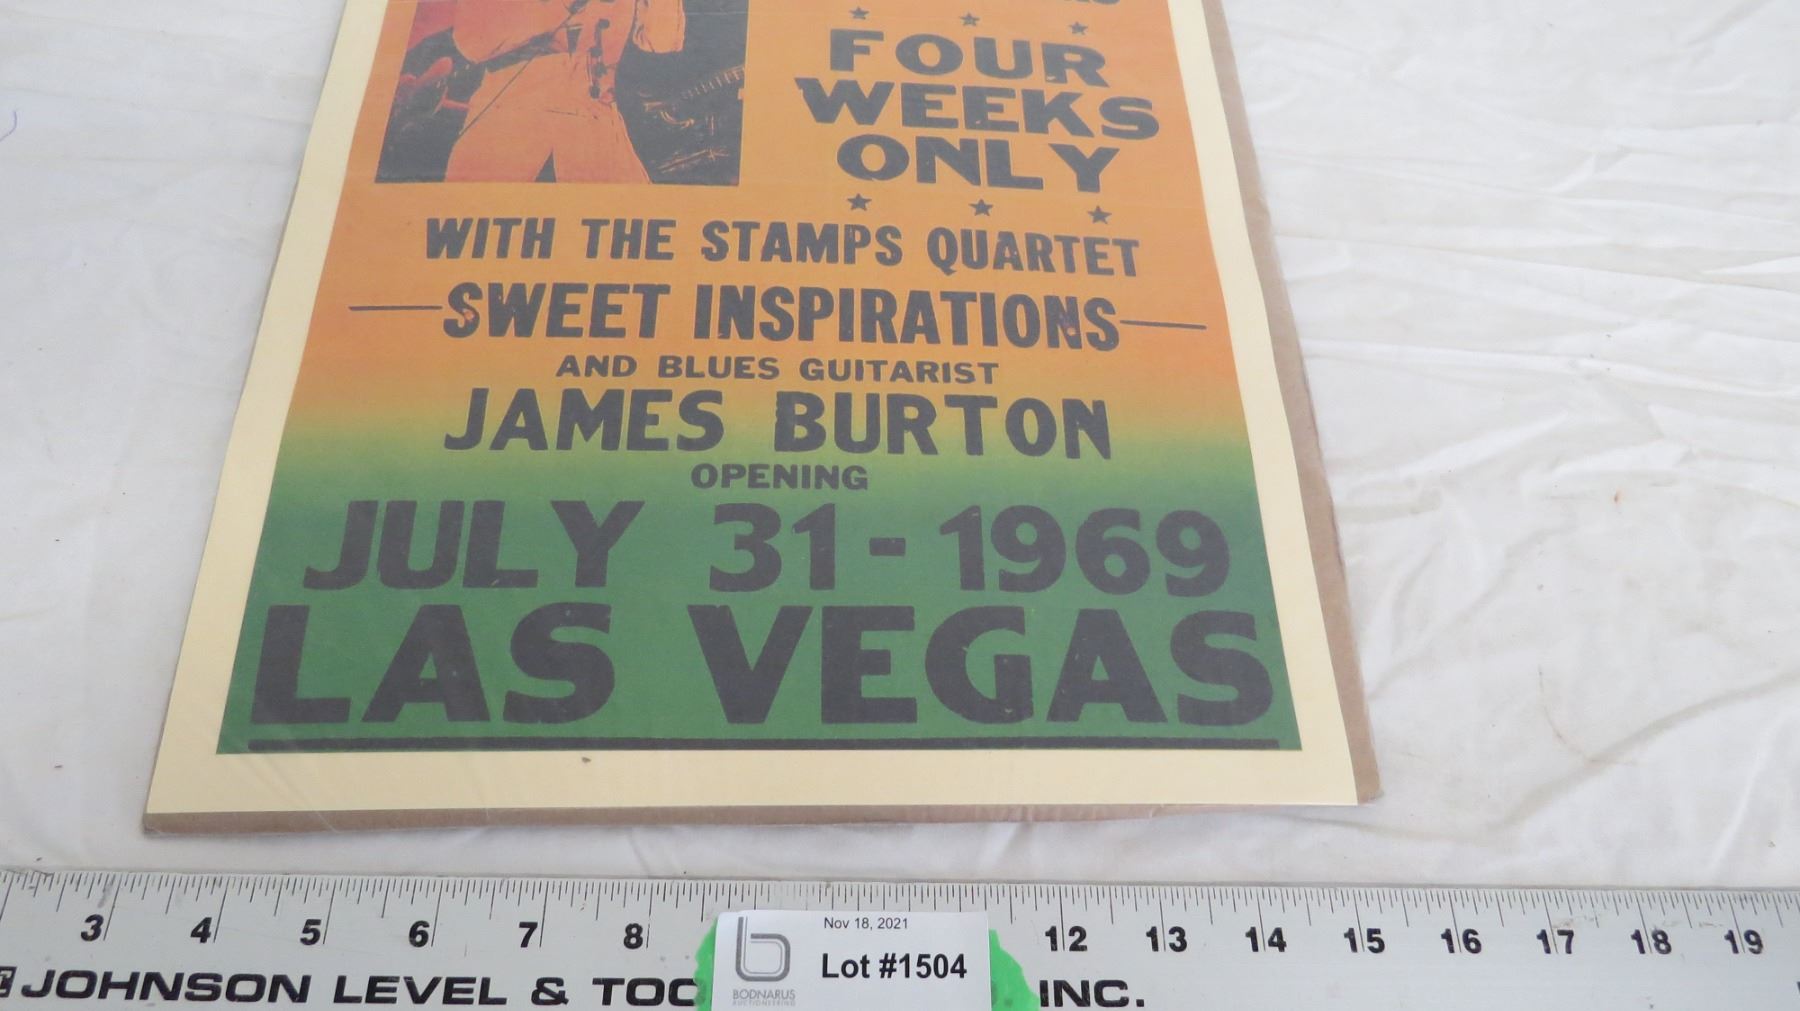 FOUR
WEEKS
ONLY
WITH THE STAMPS QUARTET
SWEET INSPIRATIONS
AND BLUES GUITARIST
JAMES BURTON
OPENING
JULY 31-1969
LAS VEGAS
3 4 5 6 7 8 12 13 14 15 16 17 18 19
JOHNSON LEVEL & TOO INC.
Nov 18, 2021
Lot #1504
BODNARUS
AUCTIONEERING